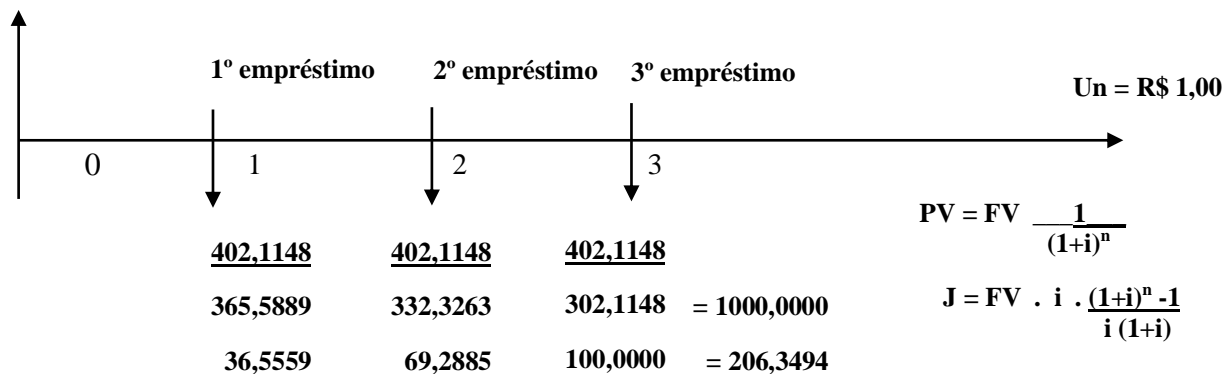 1º empréstimo 2º empréstimo 3º empréstimo
Un = R$ 1,00
0 1 2 3
PV = FV 1
(1+i)ⁿ
402,1148 402,1148 402,1148
365,5889 332,3263 302,1148 = 1000,0000
J = FV . i . (1+i)ⁿ -1
i (1+i)
36,5559 69,2885 100,0000 = 206,3494